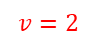 v = 2